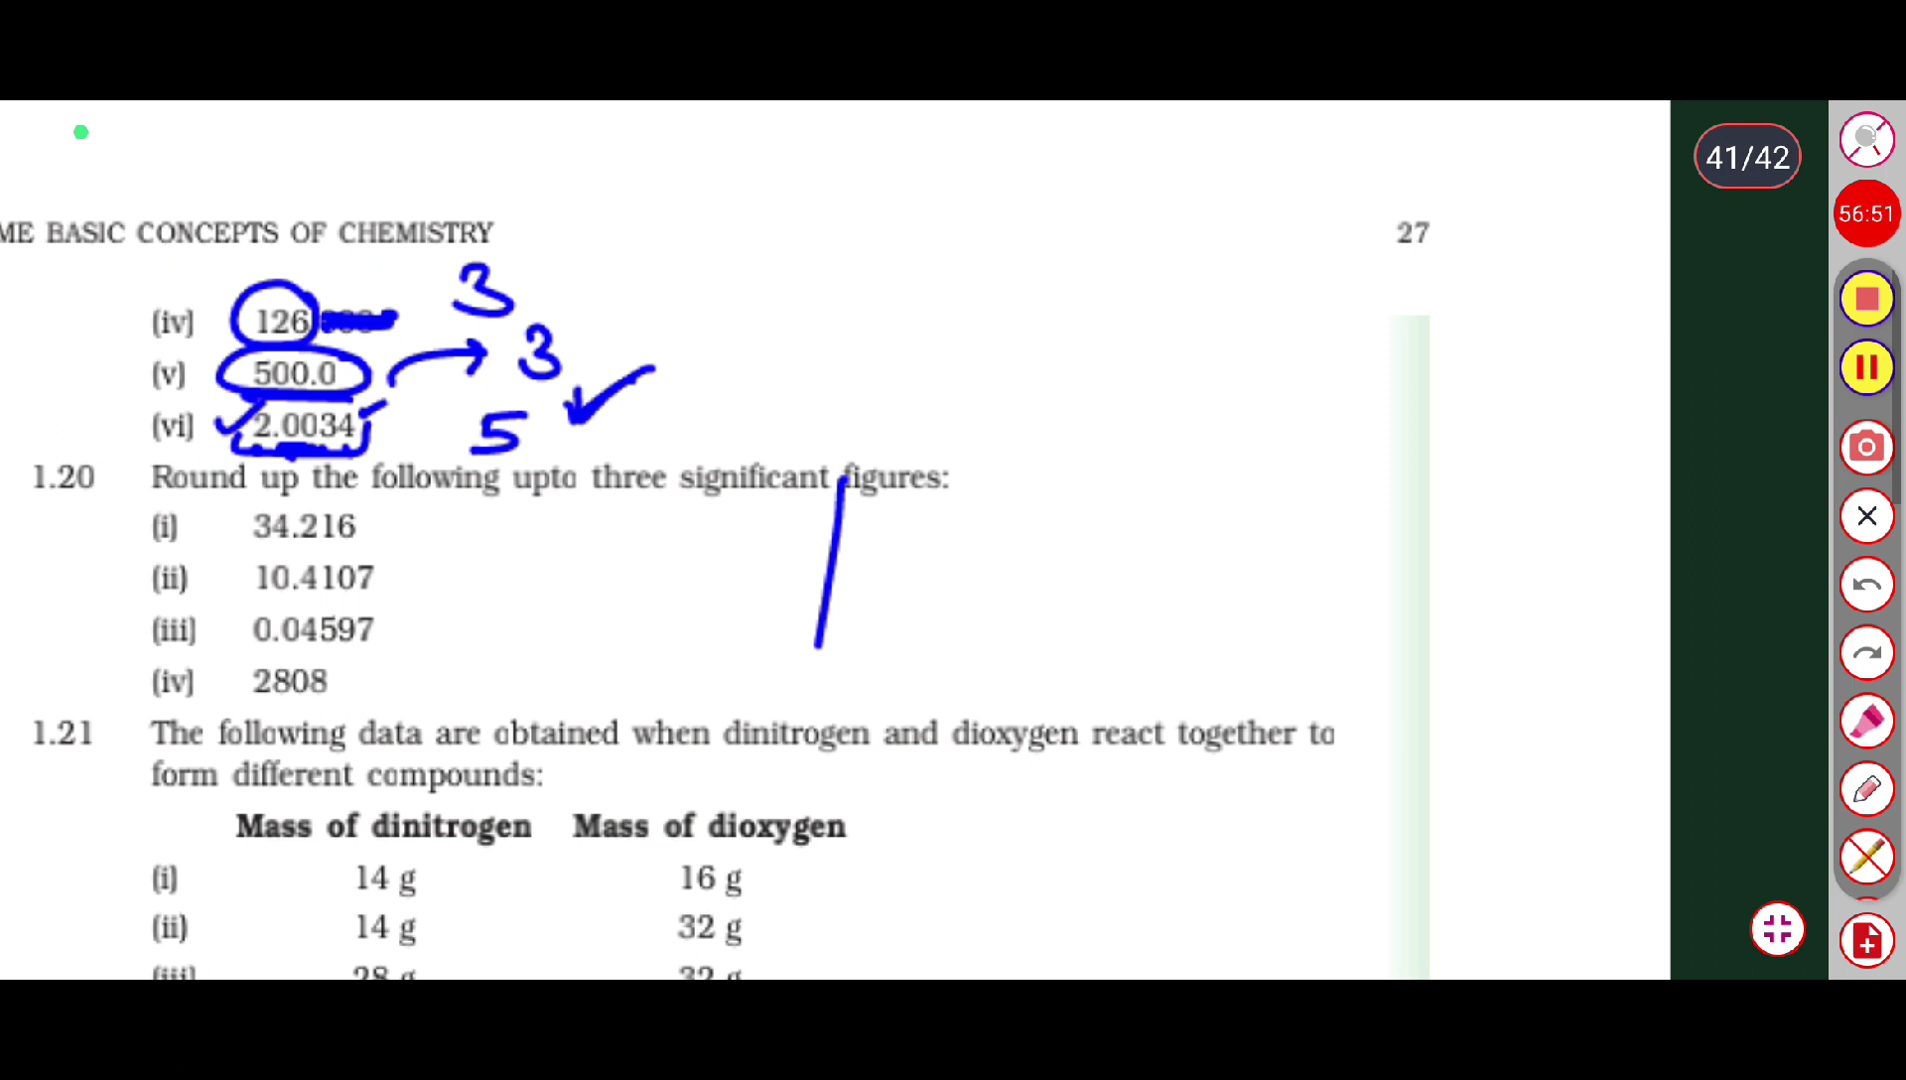 41/42
56:51
ME BASIC CONCEPTS OF CHEMISTRY 27
(iv) 126 3
(v) 500.0 3
(vi) 2.0034 5
1.20 Round up the following upto three significant figures:
(i) 34.216
(ii) 10.4107
(iii) 0.04597
(iv) 2808
1.21 The following data are obtained when dinitrogen and dioxygen react together to
form different compounds:
Mass of dinitrogen Mass of dioxygen
(i) 14 g 16 g
(ii) 14 g 32 g
(iii) 28 g 32 g